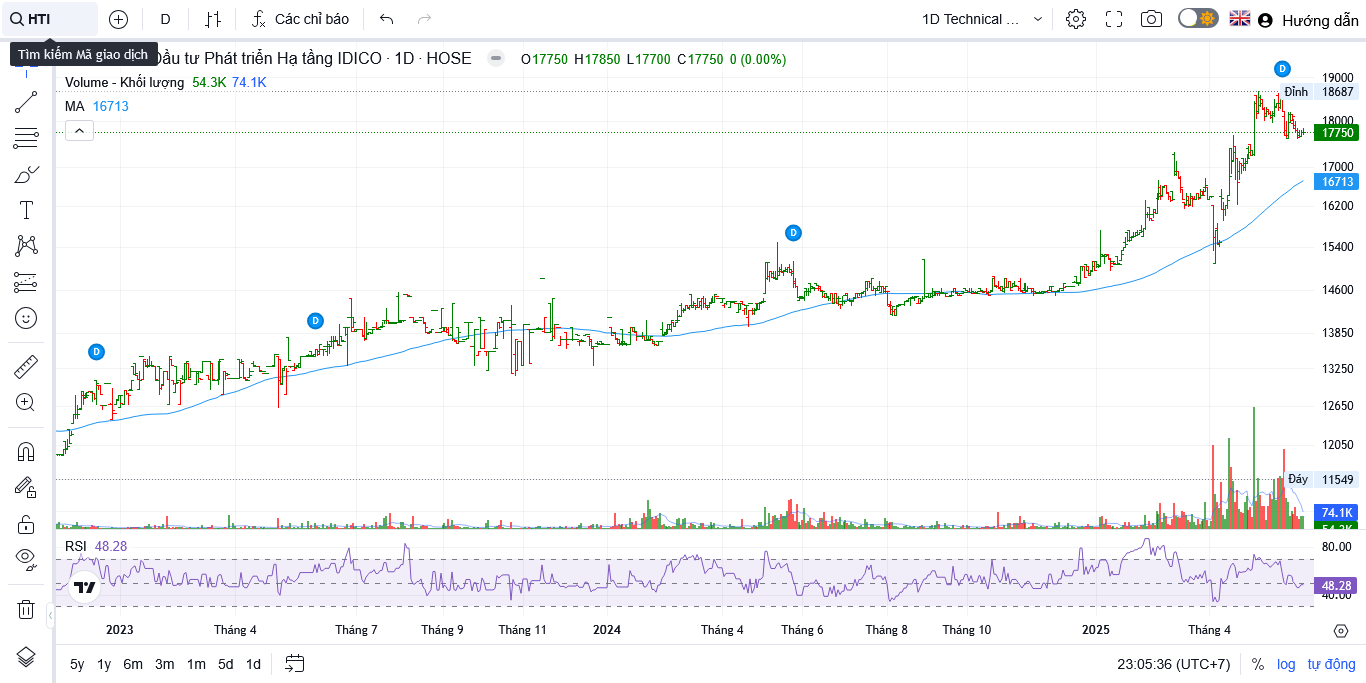 HTI
D
Các chỉ báo
1D Technical ...
Hướng dẫn
Tìm kiếm Mã giao dịch
Đầu tư Phát triển Hạ tầng IDICO · 1D · HOSE
O17750 H17850 L17700 C17750 0 (0.00%)
Volume - Khối lượng 54.3K 74.1K
MA 16713
D
D
D
D
19000
Đỉnh 18687
18000
17750
17000
16713
16200
15400
14600
13850
13250
12650
12050
Đáy 11549
74.1K
54.3K
RSI 48.28
80.00
48.28
40.00
2023 Tháng 4 Tháng 7 Tháng 9 Tháng 11 2024 Tháng 4 Tháng 6 Tháng 8 Tháng 10 2025 Tháng 4
5y 1y 6m 3m 1m 5d 1d
23:05:36 (UTC+7) % log tự động